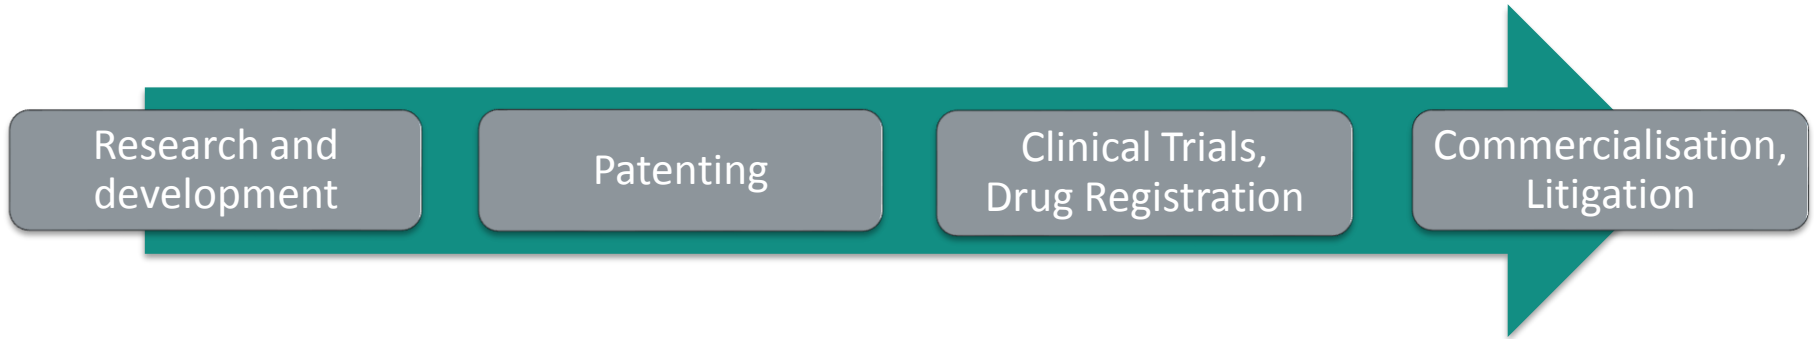 Research and
development
Patenting
Clinical Trials,
Drug Registration
Commercialisation,
Litigation